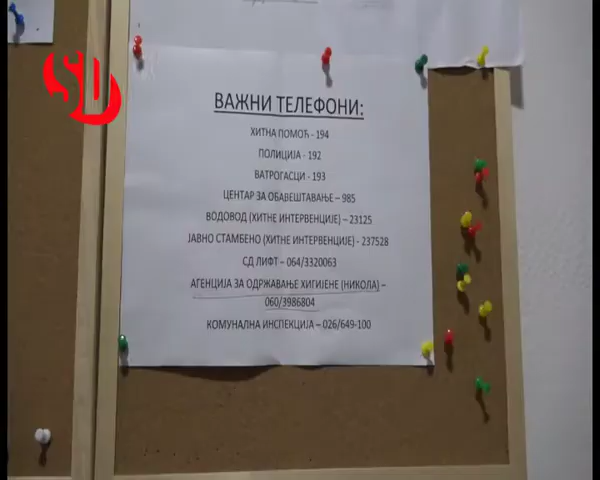 SD
ВАЖНИ ТЕЛЕФОНИ:
ХИТНА ПОМОЋ - 194
ПОЛИЦИЈА - 192
ВАТРОГАСЦИ - 193
ЦЕНТАР ЗА ОБАВЕШТАВАЊЕ – 985
ВОДОВОД (ХИТНЕ ИНТЕРВЕНЦИЈЕ) – 23125
ЈАВНО СТАМБЕНО (ХИТНЕ ИНТЕРВЕНЦИЈЕ) - 237528
СД ЛИФТ – 064/3320063
АГЕНЦИЈА ЗА ОДРЖАВАЊЕ ХИГИЈЕНЕ (НИКОЛА) –
060/3986804
КОМУНАЛНА ИНСПЕКЦИЈА – 026/649-100